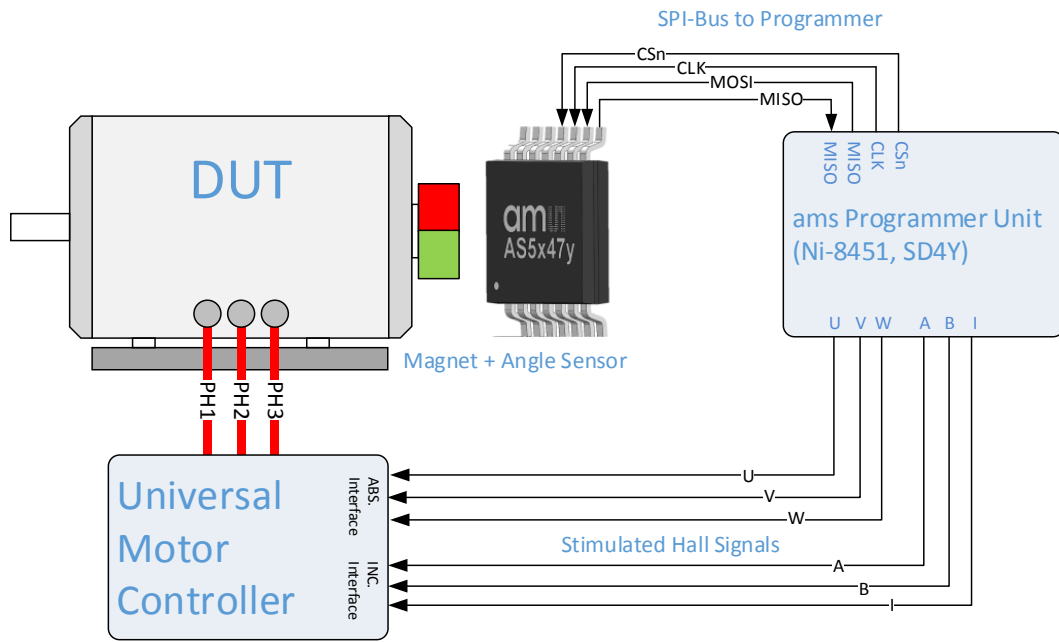 SPI-Bus to Programmer
CSn
CLK
MOSI
MISO
DUT
am
AS5x47y
MISO
MISO
CLK
CSn
ams Programmer Unit
(Ni-8451, SD4Y)
U V W A B I
Magnet + Angle Sensor
PH1
PH2
PH3
Universal
Motor
Controller
ABS.
Interface
INC.
Interface
U
V
W
Stimulated Hall Signals
A
B
I